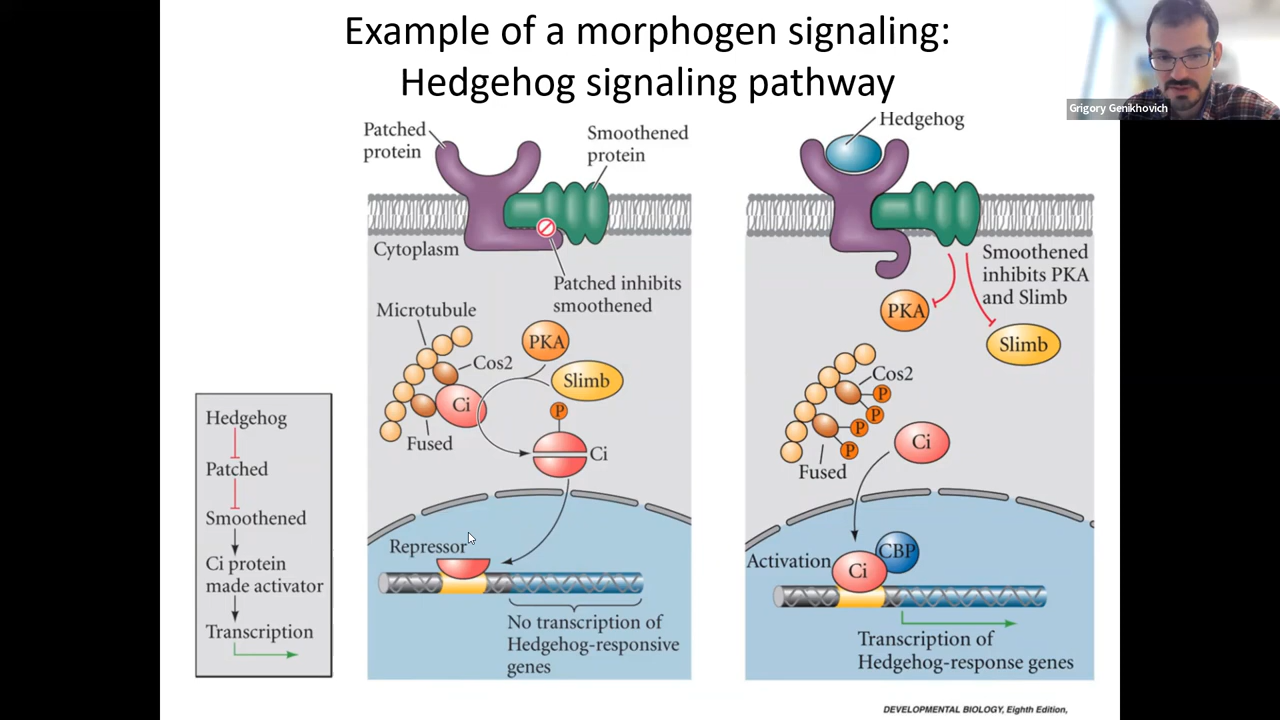 Example of a morphogen signaling:
Hedgehog signaling pathway
Grigory Genikhovich
Hedgehog
Patched
Smoothened
Ci protein
made activator
Transcription
Patched
protein
Smoothened
protein
Cytoplasm
Patched inhibits
smoothened
Microtubule
PKA
Cos2
Slimb
Ci
P
Fused
Ci
Repressor
No transcription of
Hedgehog-responsive
genes
Hedgehog
Smoothened
inhibits PKA
and Slimb
PKA
Slimb
Cos2
P
P
P
P
Fused
Ci
Activation
Ci
CBP
Transcription of
Hedgehog-response genes
DEVELOPMENTAL BIOLOGY, Eighth Edition,